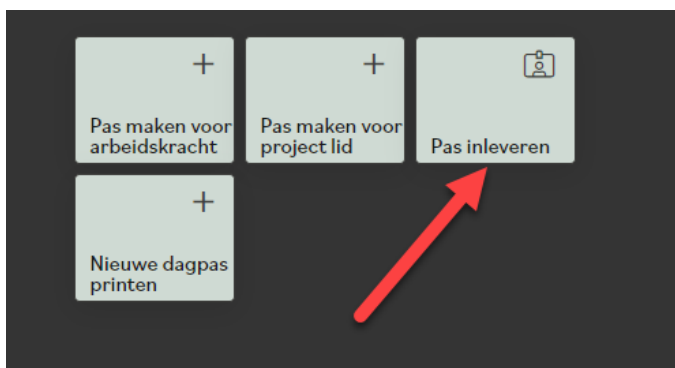 Pas maken voor
arbeidskracht
Pas maken voor
project lid
Pas inleveren
Nieuwe dagpas
printen